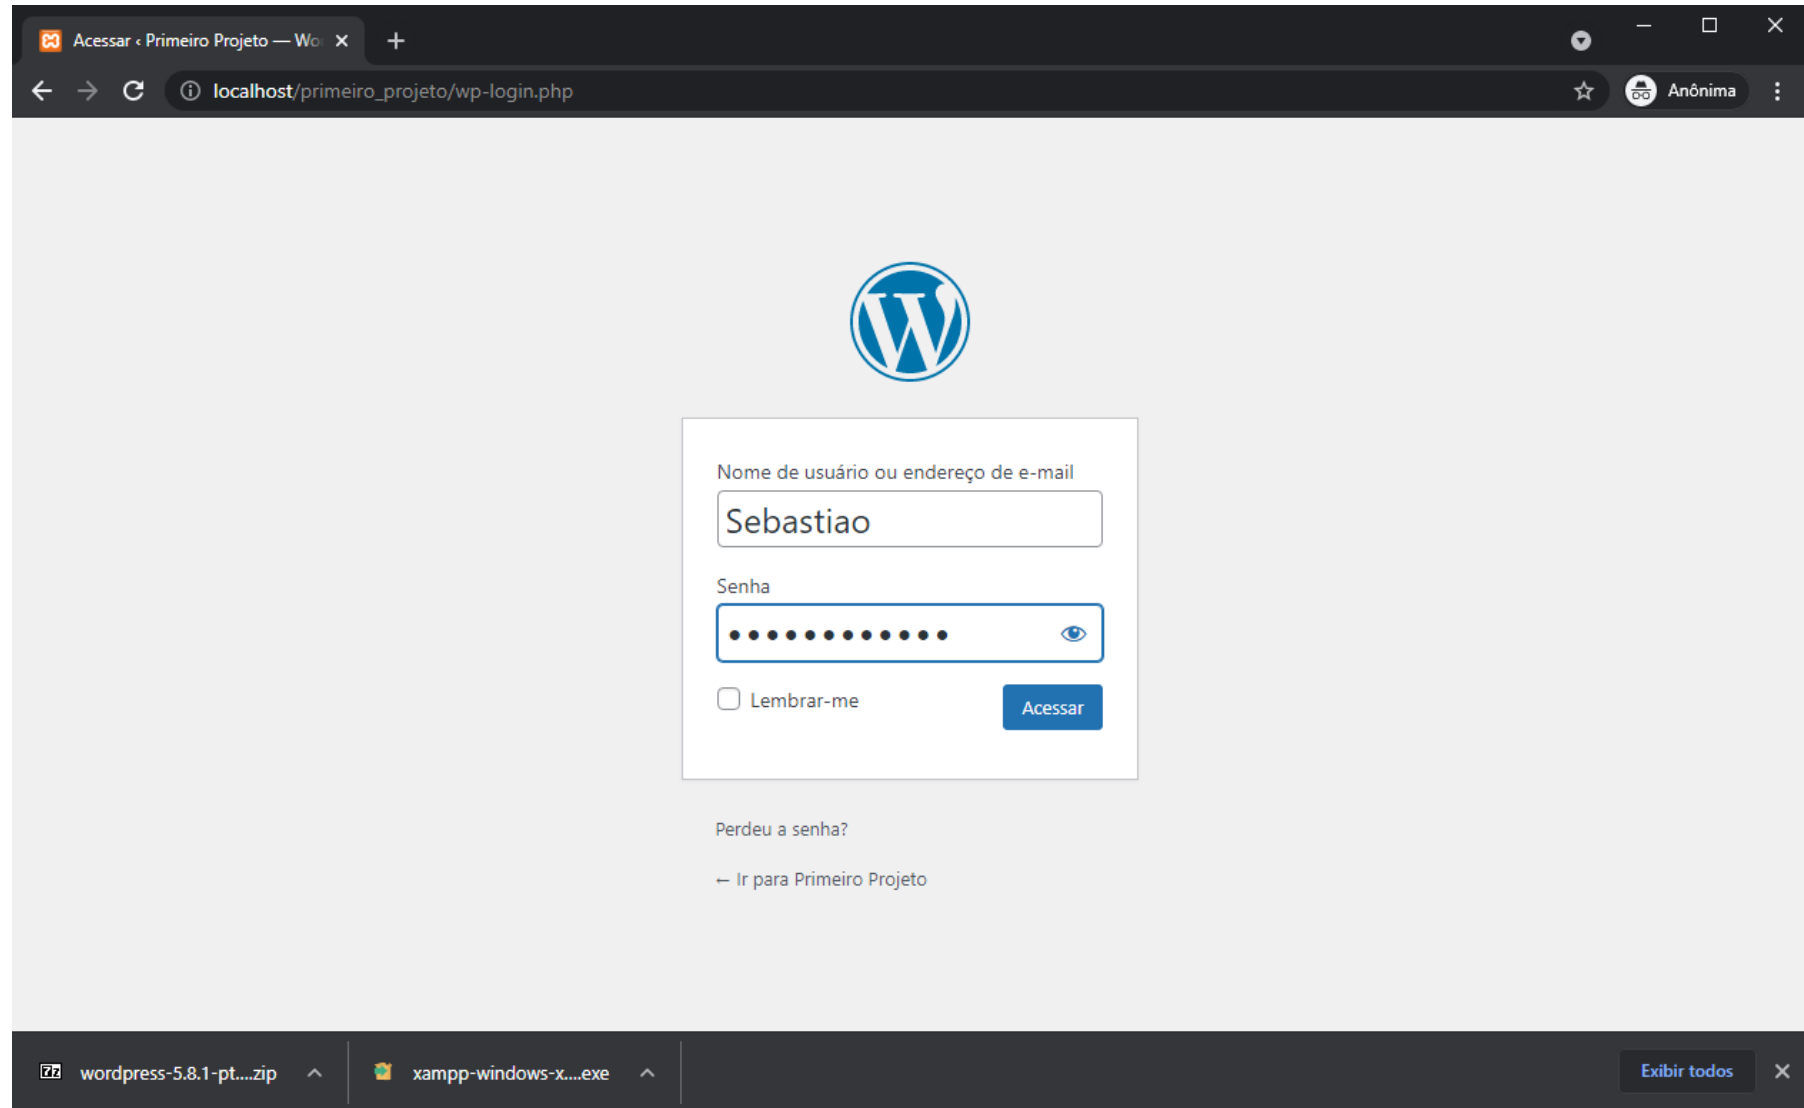 Acessar ‹ Primeiro Projeto — Wo
localhost/primeiro_projeto/wp-login.php
Anônima
Nome de usuário ou endereço de e-mail
Sebastiao
Senha
••••••••••••
Lembrar-me
Acessar
Perdeu a senha?
← Ir para Primeiro Projeto
wordpress-5.8.1-pt....zip
xampp-windows-x....exe
Exibir todos